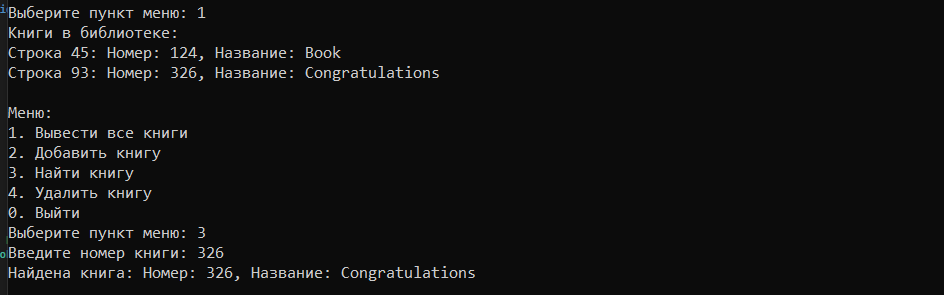 Выберите пункт меню: 1
Книги в библиотеке:
Строка 45: Номер: 124, Название: Book
Строка 93: Номер: 326, Название: Congratulations
Меню:
1. Вывести все книги
2. Добавить книгу
3. Найти книгу
4. Удалить книгу
0. Выйти
Выберите пункт меню: 3
Введите номер книги: 326
Найдена книга: Номер: 326, Название: Congratulations